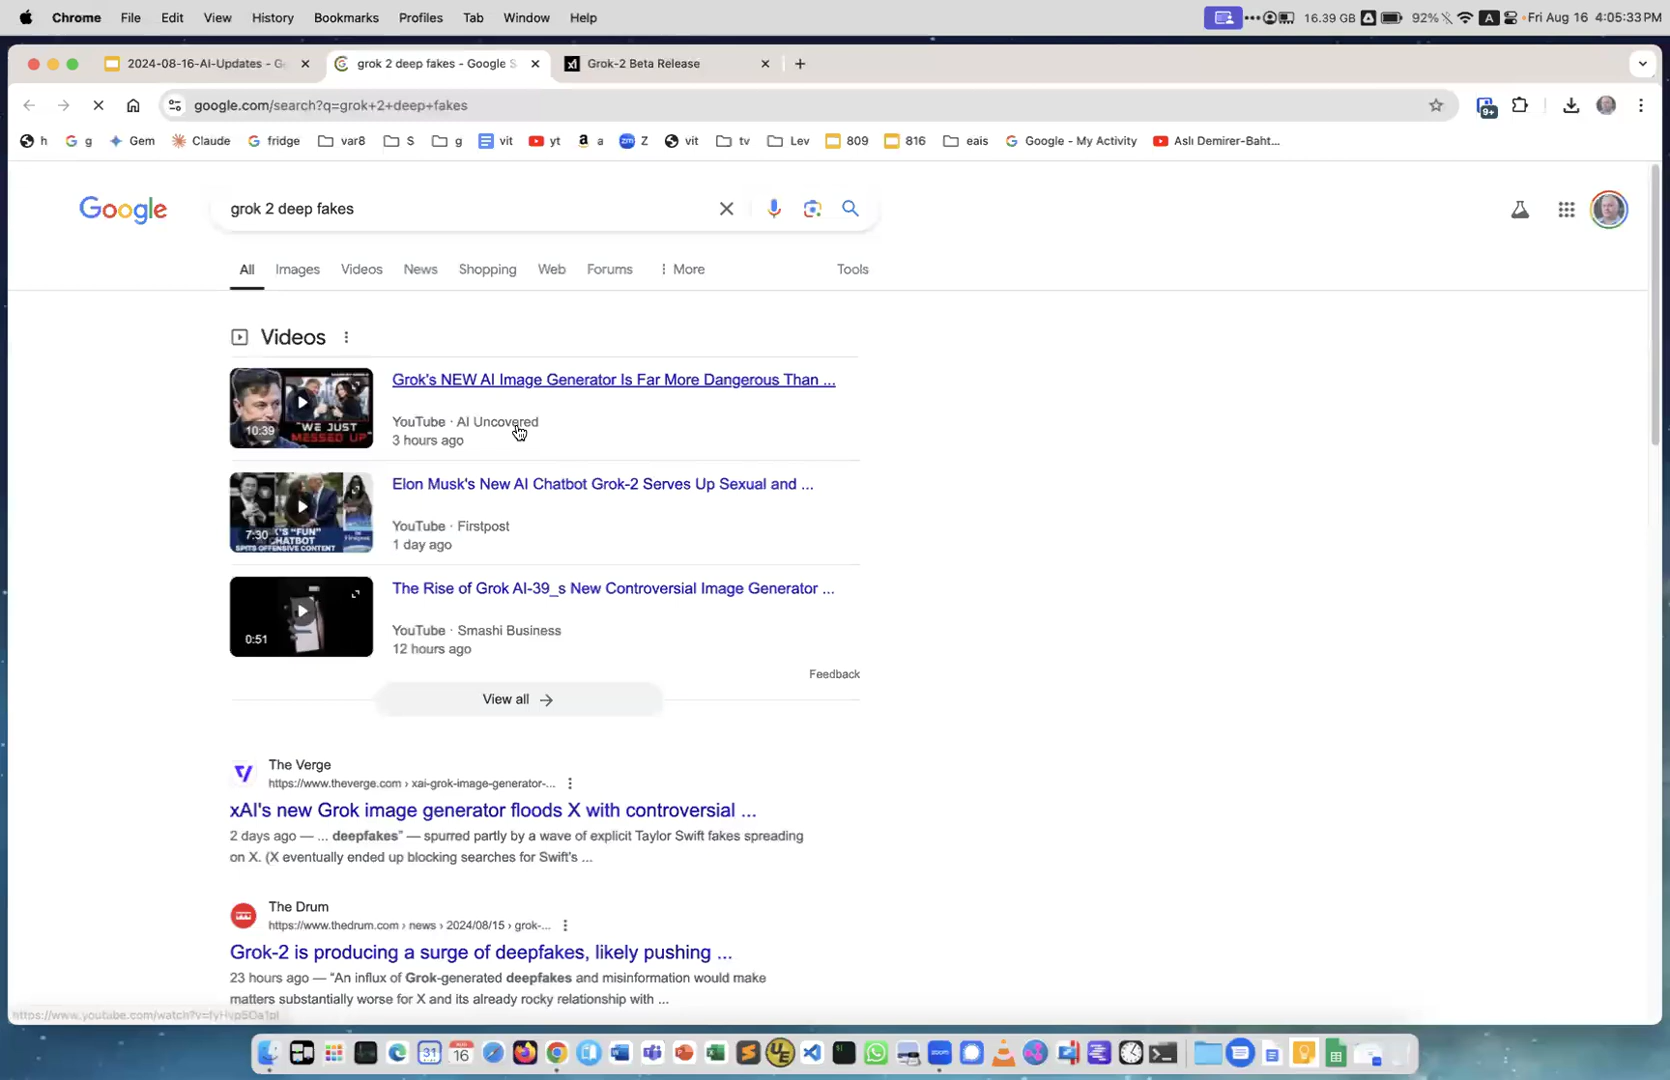 Chrome File Edit View History Bookmarks Profiles Tab Window Help 16.39 GB 92% A Fri Aug 16 4:05:33 PM
2024-08-16-AI-Updates - G grok 2 deep fakes - Google S Grok-2 Beta Release
google.com/search?q=grok+2+deep+fakes 9+
h g Gem Claude fridge var8 S g vit yt a Z vit tv Lev 809 816 eais Google - My Activity Aslı Demirer-Baht...
Google grok 2 deep fakes
All Images Videos News Shopping Web Forums More Tools
Videos
Grok's NEW AI Image Generator Is Far More Dangerous Than ...
YouTube · AI Uncovered
3 hours ago
10:39
"WE JUST
MESSED UP"
Elon Musk's New AI Chatbot Grok-2 Serves Up Sexual and ...
YouTube · Firstpost
1 day ago
7:30
'S "FUN"
CHATBOT
SPITS OFFENSIVE CONTENT
The Rise of Grok AI-39_s New Controversial Image Generator ...
YouTube · Smashi Business
12 hours ago
0:51
Feedback
View all
The Verge
https://www.theverge.com › xai-grok-image-generator-...
xAI's new Grok image generator floods X with controversial ...
2 days ago — ... deepfakes" — spurred partly by a wave of explicit Taylor Swift fakes spreading
on X. (X eventually ended up blocking searches for Swift's ...
The Drum
https://www.thedrum.com › news › 2024/08/15 › grok-...
Grok-2 is producing a surge of deepfakes, likely pushing ...
23 hours ago — "An influx of Grok-generated deepfakes and misinformation would make
matters substantially worse for X and its already rocky relationship with ...
31 AUG 16 UE zoom